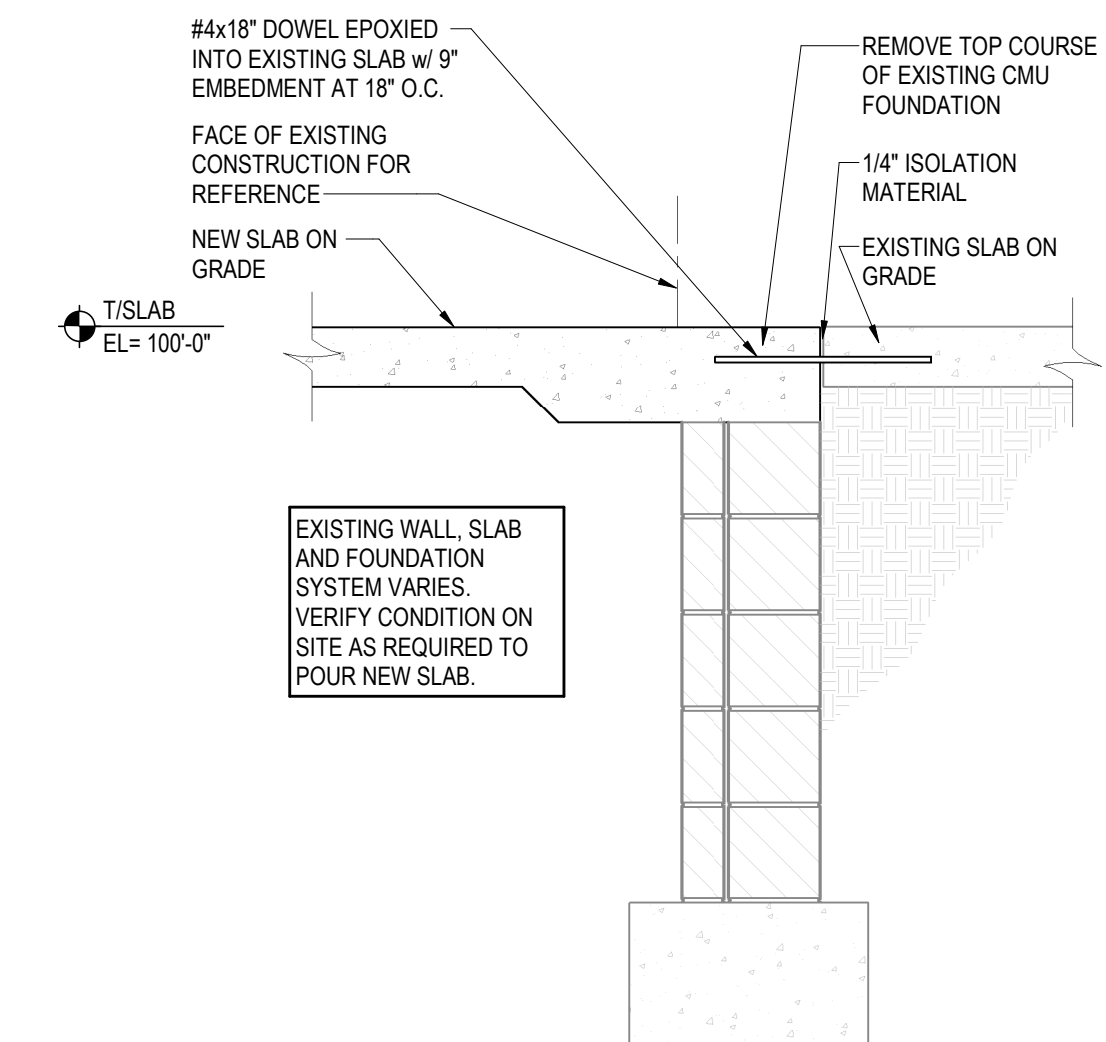 #4x18" DOWEL EPOXIED
INTO EXISTING SLAB w/ 9"
EMBEDMENT AT 18" O.C.
FACE OF EXISTING
CONSTRUCTION FOR
REFERENCE
NEW SLAB ON
GRADE
T/SLAB
EL= 100'-0"
REMOVE TOP COURSE
OF EXISTING CMU
FOUNDATION
1/4" ISOLATION
MATERIAL
EXISTING SLAB ON
GRADE
EXISTING WALL, SLAB
AND FOUNDATION
SYSTEM VARIES.
VERIFY CONDITION ON
SITE AS REQUIRED TO
POUR NEW SLAB.